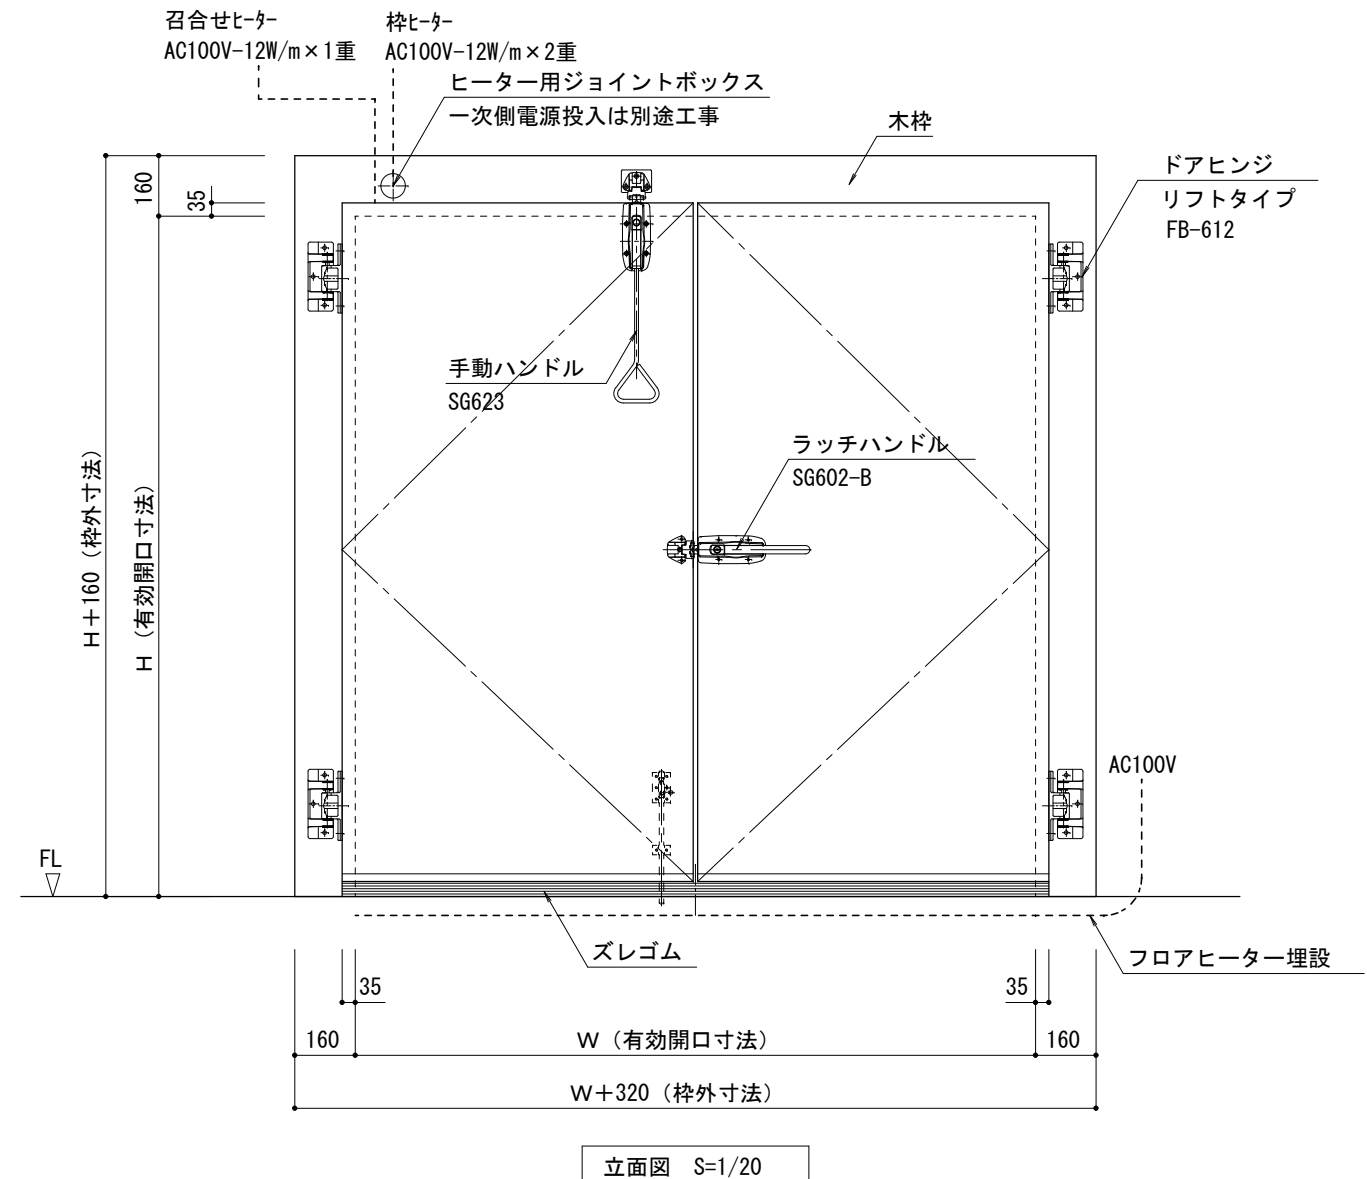 召合せﾋｰﾀｰ
AC100V-12W/m×1重
枠ﾋｰﾀｰ
AC100V-12W/m×2重
ヒーター用ジョイントボックス
一次側電源投入は別途工事
木枠
ドアヒンジ
リフトタイプ
FB-612
160
35
手動ハンドル
SG623
ラッチハンドル
SG602-B
H+160(枠外寸法)
H(有効開口寸法)
AC100V
FL
ズレゴム
フロアヒーター埋設
35
35
160
W(有効開口寸法)
160
W+320(枠外寸法)
立面図 S=1/20